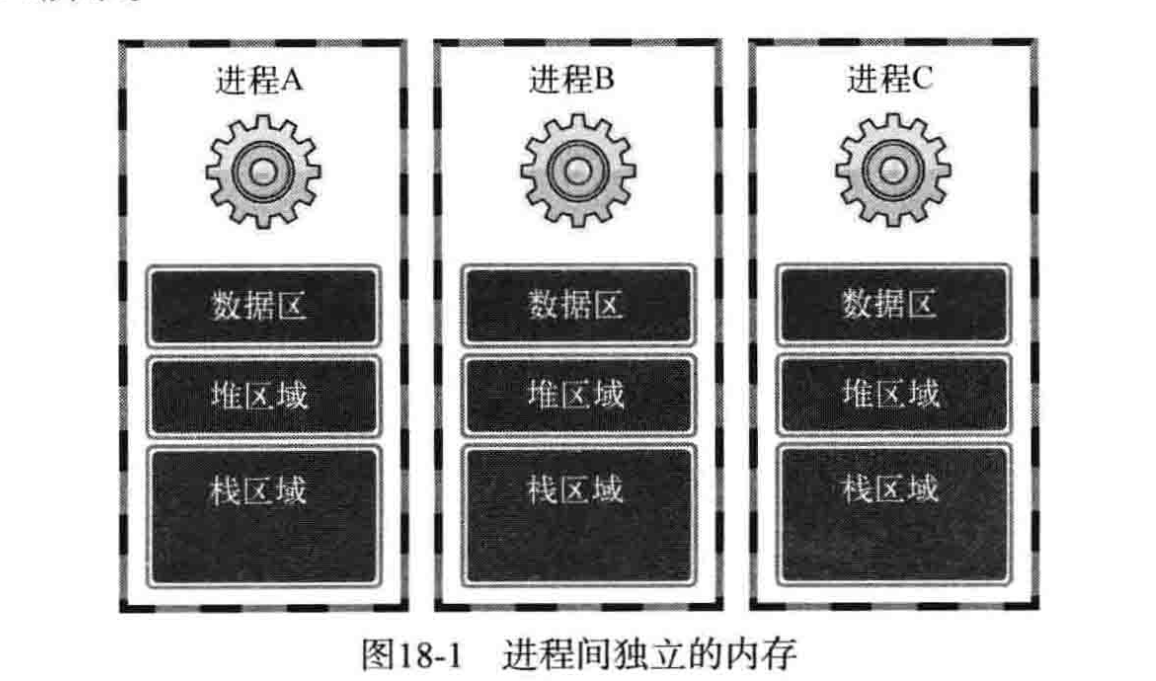 进程A 进程B 进程C
数据区 数据区 数据区
堆区域 堆区域 堆区域
栈区域 栈区域 栈区域
图18-1 进程间独立的内存